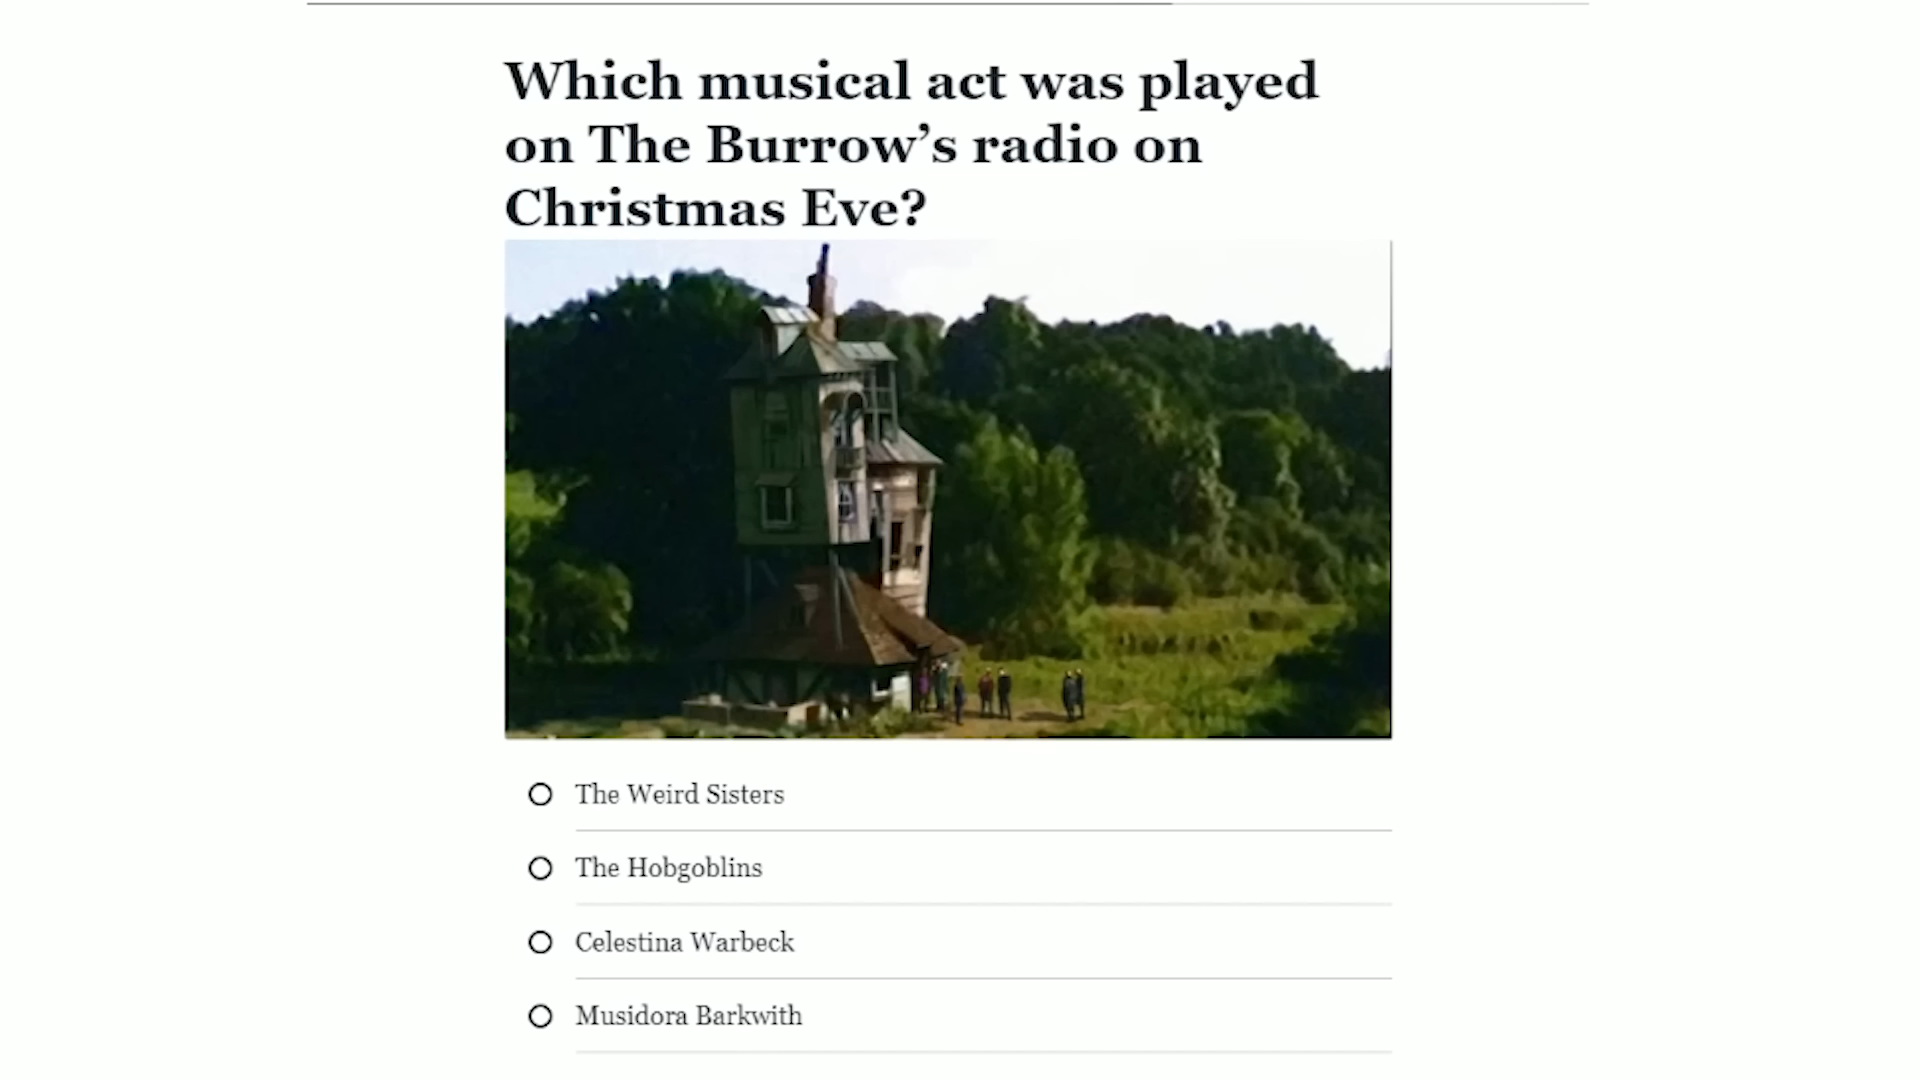 Which musical act was played
on The Burrow’s radio on
Christmas Eve?
The Weird Sisters
The Hobgoblins
Celestina Warbeck
Musidora Barkwith